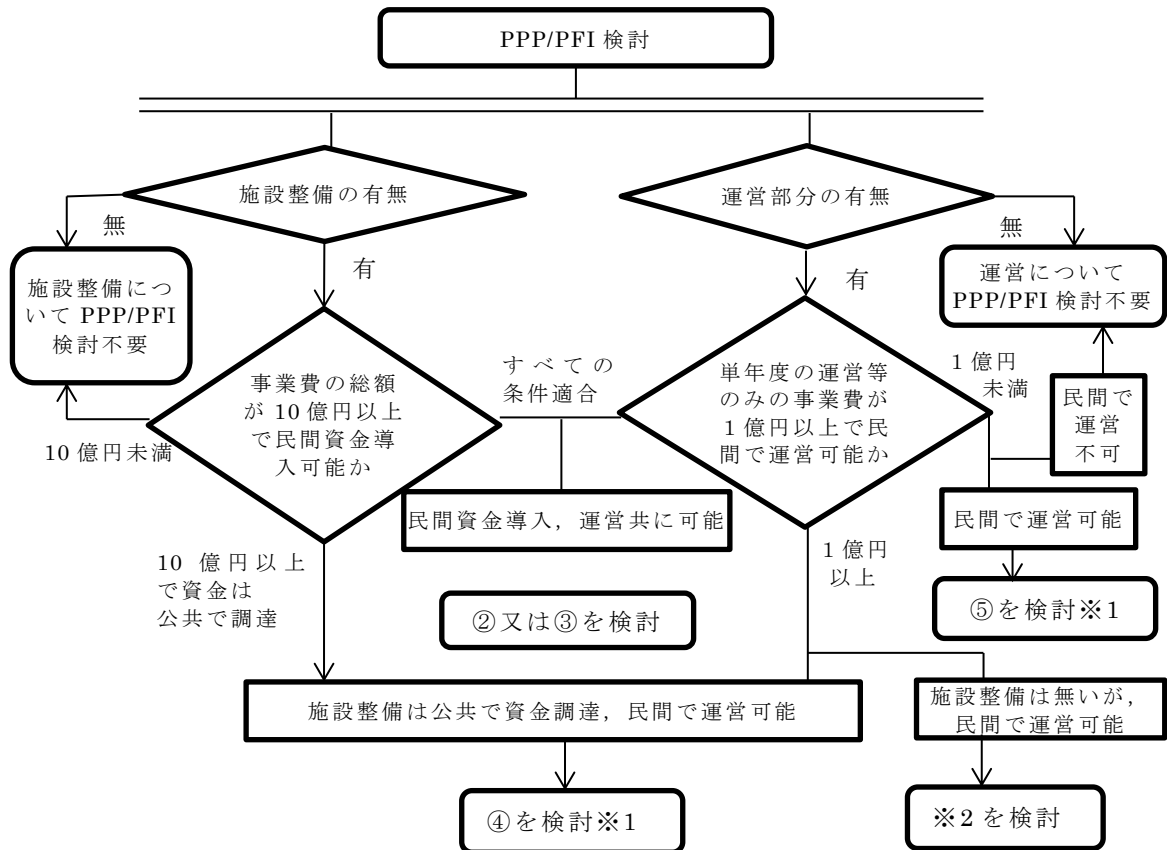 PPP/PFI 検討
施設整備の有無
運営部分の有無
無
無
有
有
施設整備につ
いて PPP/PFI
検討不要
運営について
PPP/PFI 検討不要
事業費の総額
が 10 億円以上
で民間資金導
入可能か
すべての
条件適合
単年度の運営等
のみの事業費が
1 億円以上で民
間で運営可能か
1 億円
未満
民間で
運営
不可
10 億円未満
民間資金導入，運営共に可能
民間で運営可能
10 億円以上
で資金は
公共で調達
1 億円
以上
②又は③を検討
⑤を検討※1
施設整備は公共で資金調達，民間で運営可能
施設整備は無いが，
民間で運営可能
④を検討※1
※2 を検討